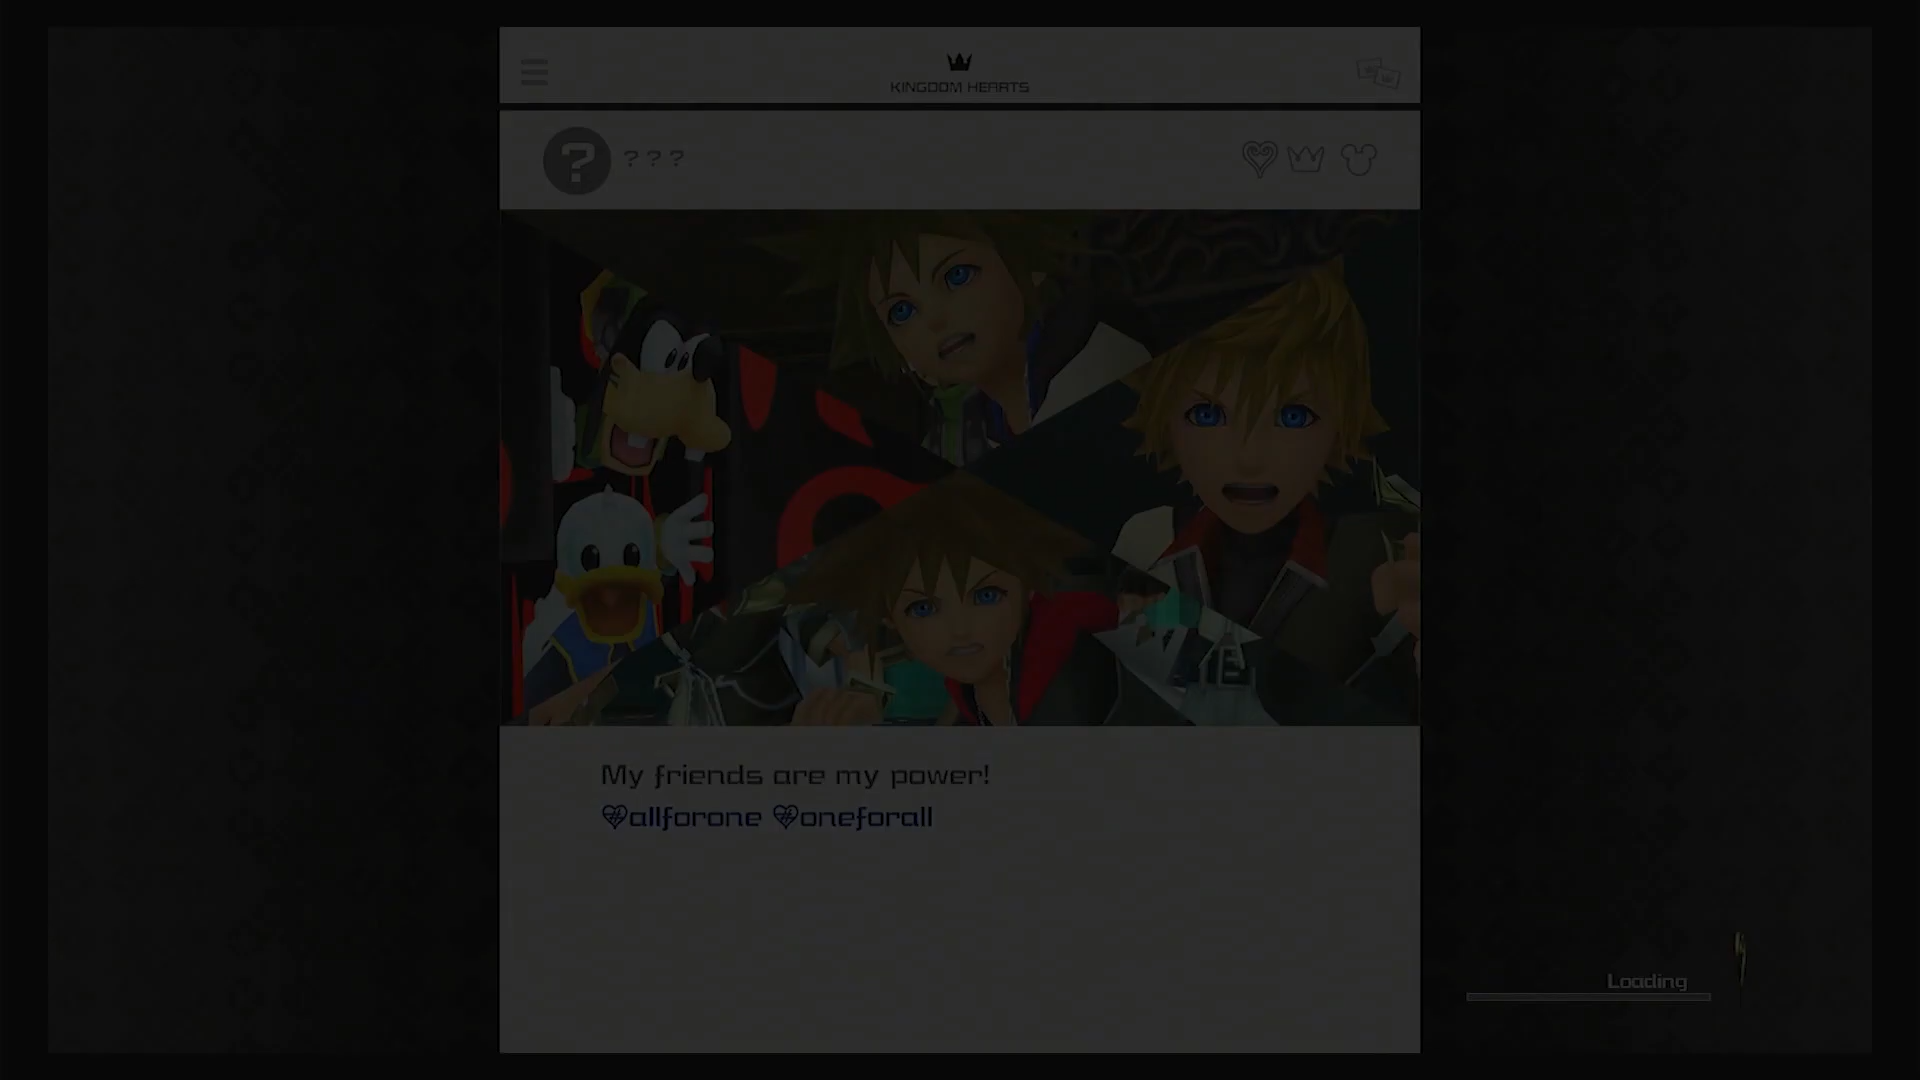 KINGDOM HEARTS
?
? ? ?
My friends are my power!
#allforone #oneforall
Loading